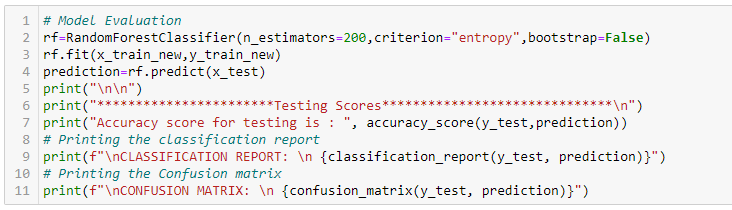 1 # Model Evaluation
2 rf=RandomForestClassifier(n_estimators=200,criterion="entropy",bootstrap=False)
3 rf.fit(x_train_new,y_train_new)
4 prediction=rf.predict(x_test)
5 print("\n\n")
6 print("***********************Testing Scores******************************\n")
7 print("Accuracy score for testing is : ", accuracy_score(y_test,prediction))
8 # Printing the classification report
9 print(f"\nCLASSIFICATION REPORT: \n {classification_report(y_test, prediction)}")
10 # Printing the Confusion matrix
11 print(f"\nCONFUSION MATRIX: \n {confusion_matrix(y_test, prediction)}")